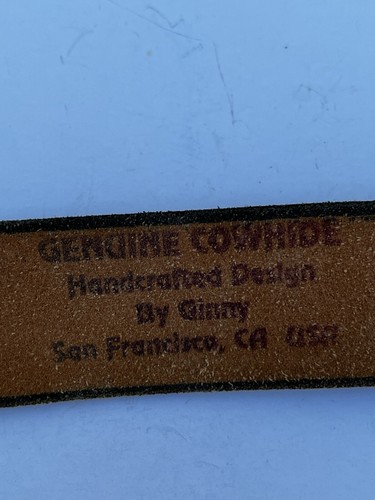 GENUINE COWHIDE
Handcrafted Design
By Ginny
San Francisco, CA USA